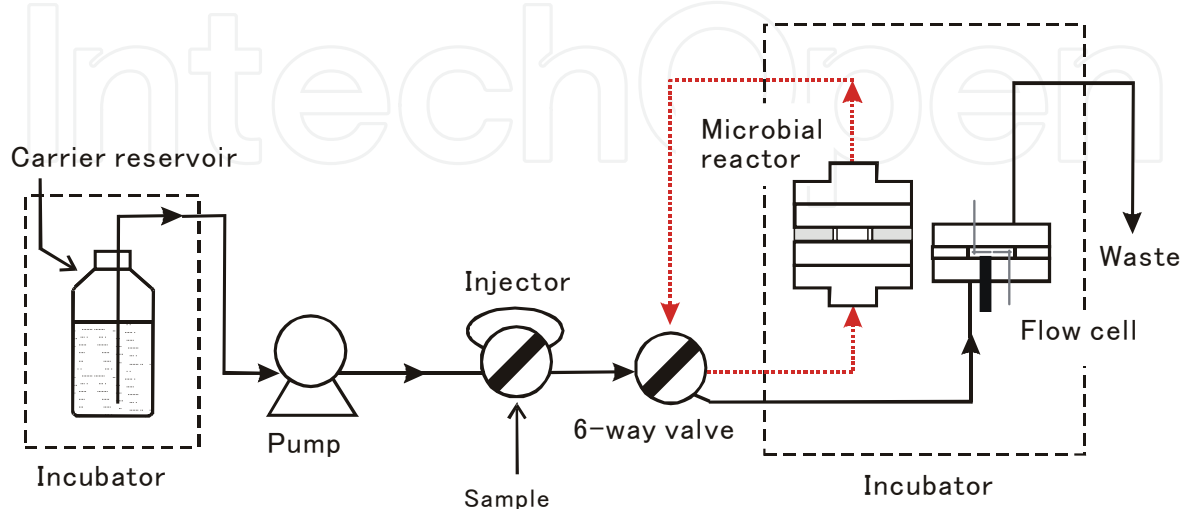 IntechOpen
Carrier reservoir
Microbial
reactor
Injector
Waste
Flow cell
Pump
6-way valve
Incubator
Sample
Incubator